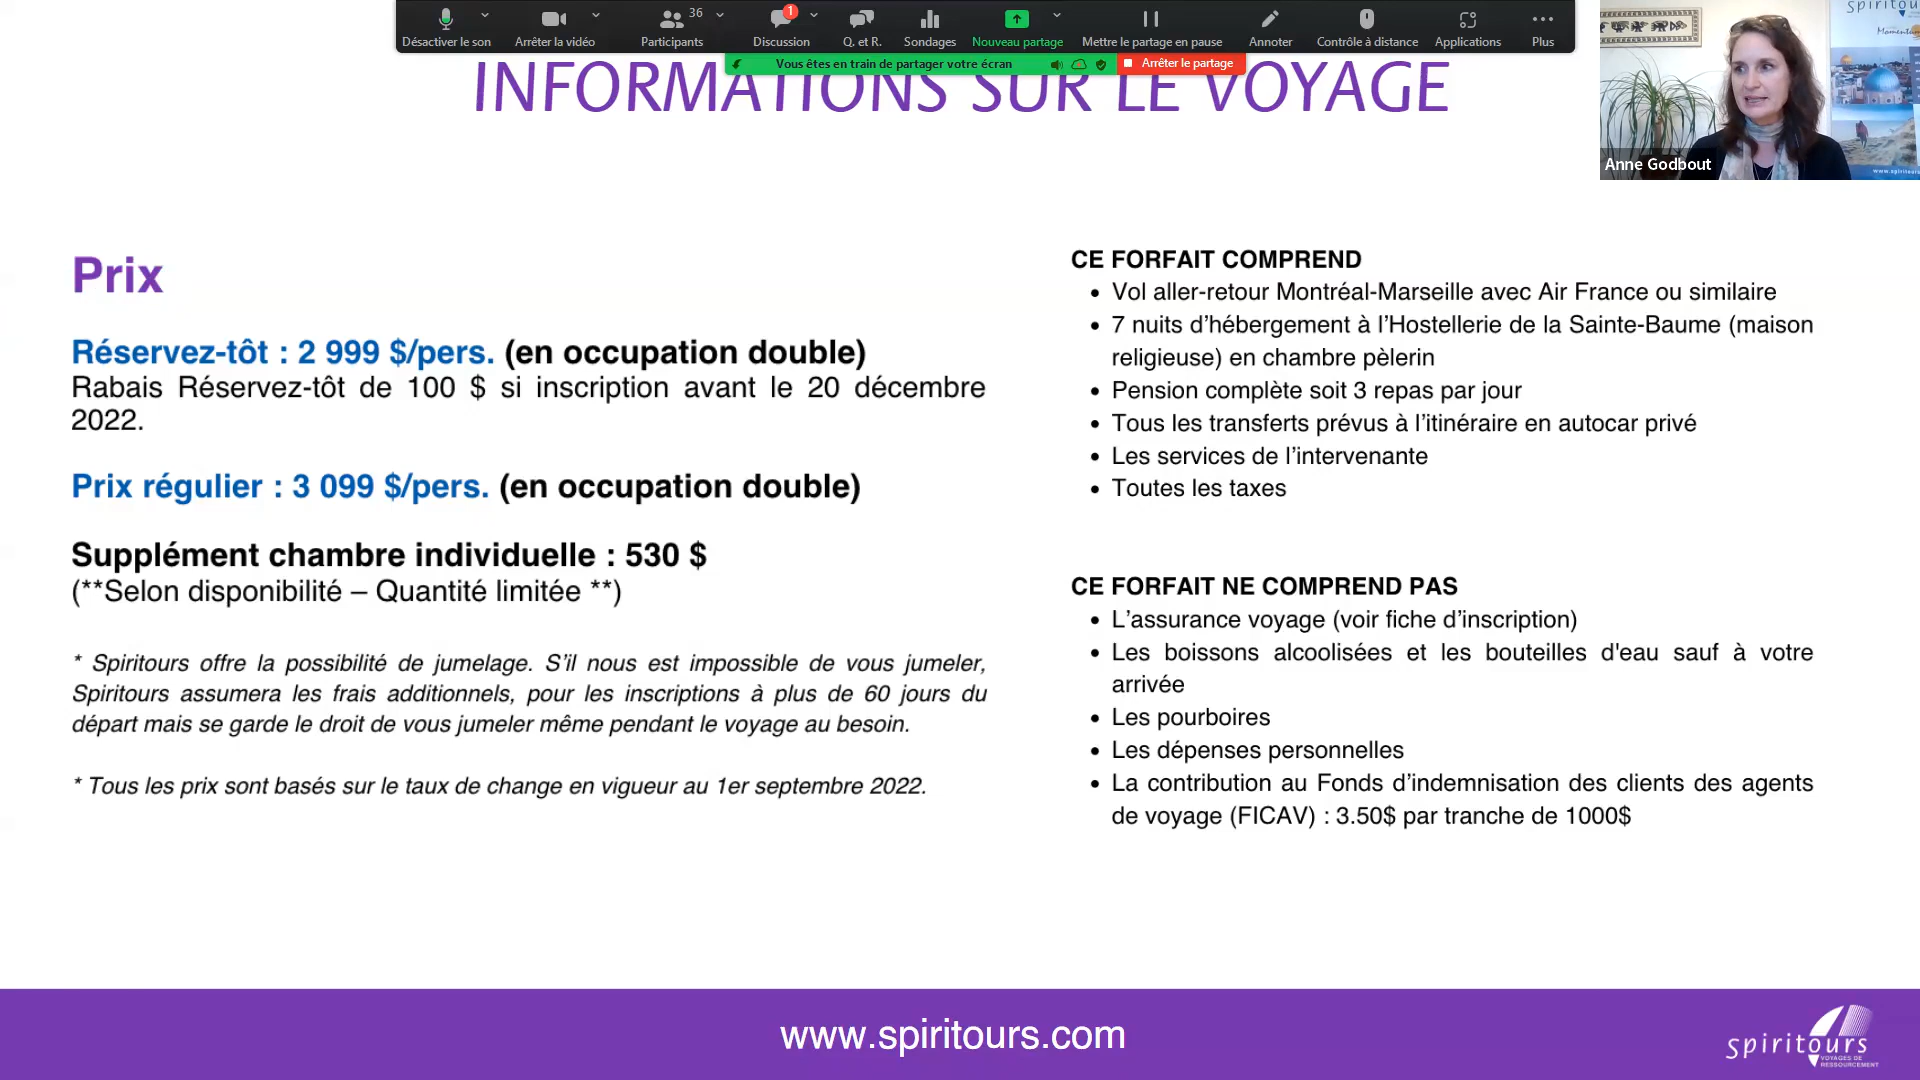 Désactiver le son
Arrêter la vidéo
36
Participants
1
Discussion
Q. et R.
Sondages
Nouveau partage
Mettre le partage en pause
Annoter
Contrôle à distance
Applications
Plus
Vous êtes en train de partager votre écran
Arrêter le partage
INFORMATIONS SUR LE VOYAGE
spiritou
Momentu
www.spiritours
Anne Godbout
Prix
Réservez-tôt : 2 999 $/pers. (en occupation double)
Rabais Réservez-tôt de 100 $ si inscription avant le 20 décembre
2022.
Prix régulier : 3 099 $/pers. (en occupation double)
Supplément chambre individuelle : 530 $
(**Selon disponibilité – Quantité limitée **)
* Spiritours offre la possibilité de jumelage. S’il nous est impossible de vous jumeler,
Spiritours assumera les frais additionnels, pour les inscriptions à plus de 60 jours du
départ mais se garde le droit de vous jumeler même pendant le voyage au besoin.
* Tous les prix sont basés sur le taux de change en vigueur au 1er septembre 2022.
CE FORFAIT COMPREND
• Vol aller-retour Montréal-Marseille avec Air France ou similaire
• 7 nuits d’hébergement à l’Hostellerie de la Sainte-Baume (maison
religieuse) en chambre pèlerin
• Pension complète soit 3 repas par jour
• Tous les transferts prévus à l’itinéraire en autocar privé
• Les services de l’intervenante
• Toutes les taxes
CE FORFAIT NE COMPREND PAS
• L’assurance voyage (voir fiche d’inscription)
• Les boissons alcoolisées et les bouteilles d'eau sauf à votre
arrivée
• Les pourboires
• Les dépenses personnelles
• La contribution au Fonds d’indemnisation des clients des agents
de voyage (FICAV) : 3.50$ par tranche de 1000$
www.spiritours.com
spiritours
VOYAGES DE
RESSOURCEMENT